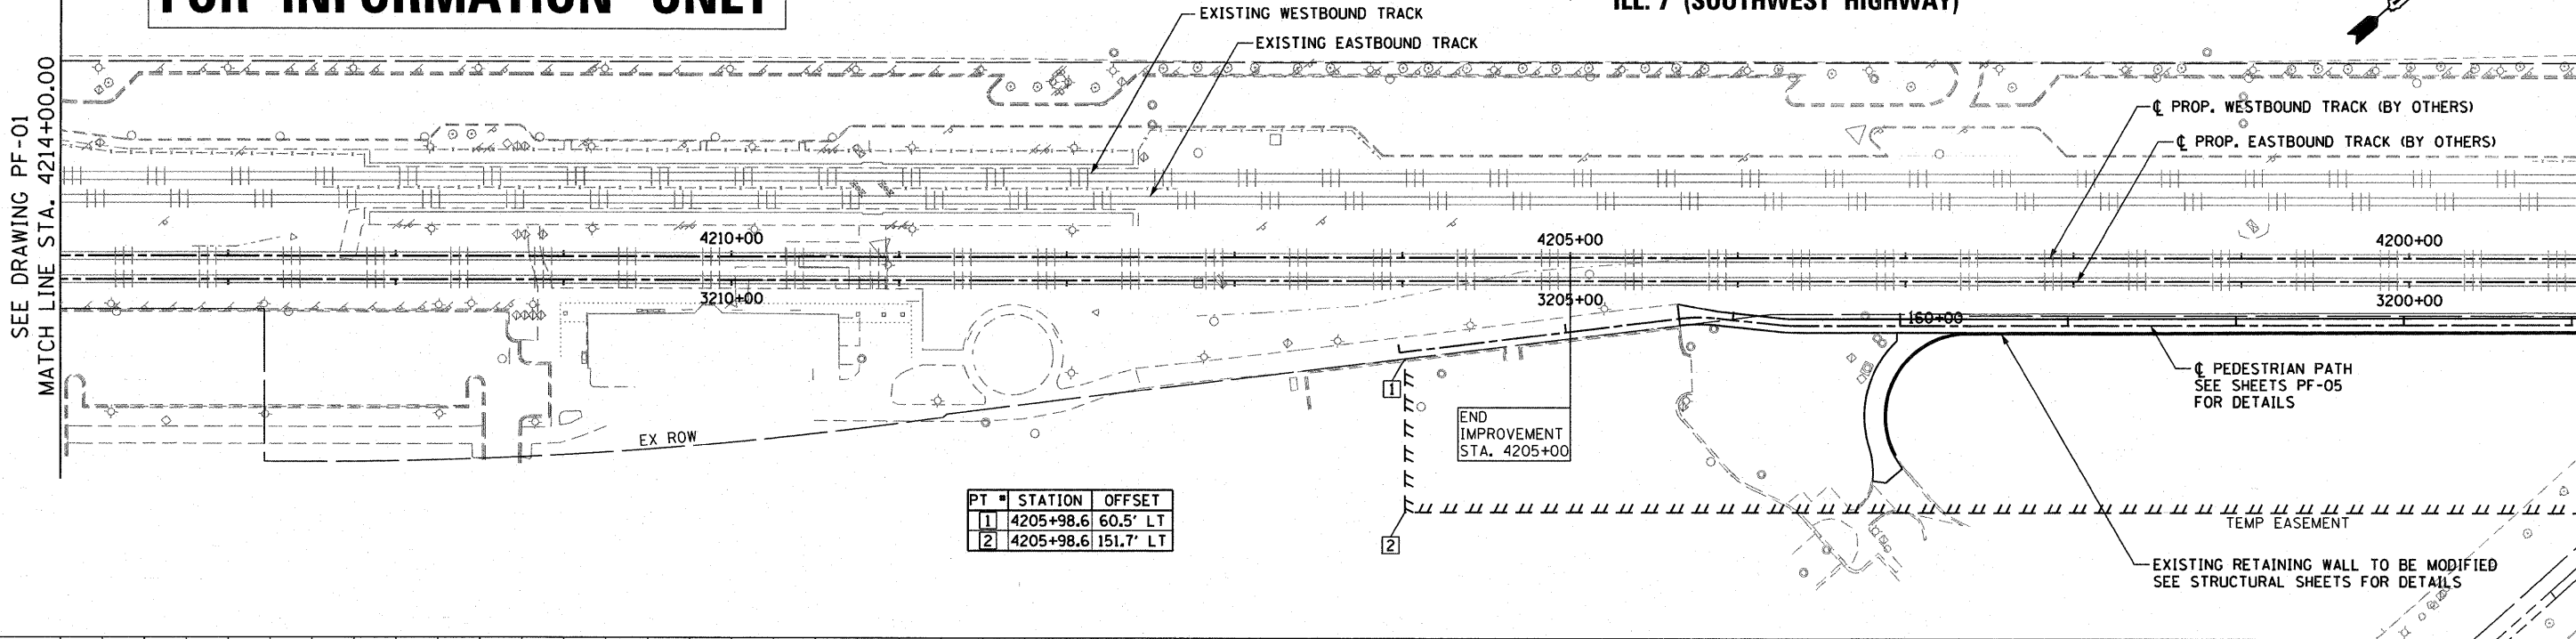 FOR INFORMATION ONLY
ILL. 7 (SOUTHWEST HIGHWAY)
EXISTING WESTBOUND TRACK
EXISTING EASTBOUND TRACK
SEE DRAWING PF-01
MATCH LINE STA. 4214+00.00
℄ PROP. WESTBOUND TRACK (BY OTHERS)
℄ PROP. EASTBOUND TRACK (BY OTHERS)
4210+00
4205+00
4200+00
3210+00
3205+00
3200+00
160+00
℄ PEDESTRIAN PATH
SEE SHEETS PF-05
FOR DETAILS
1
END
IMPROVEMENT
STA. 4205+00
EX ROW
PT # STATION OFFSET
1 4205+98.6 60.5' LT
2 4205+98.6 151.7' LT
2
TEMP EASEMENT
EXISTING RETAINING WALL TO BE MODIFIED
SEE STRUCTURAL SHEETS FOR DETAILS